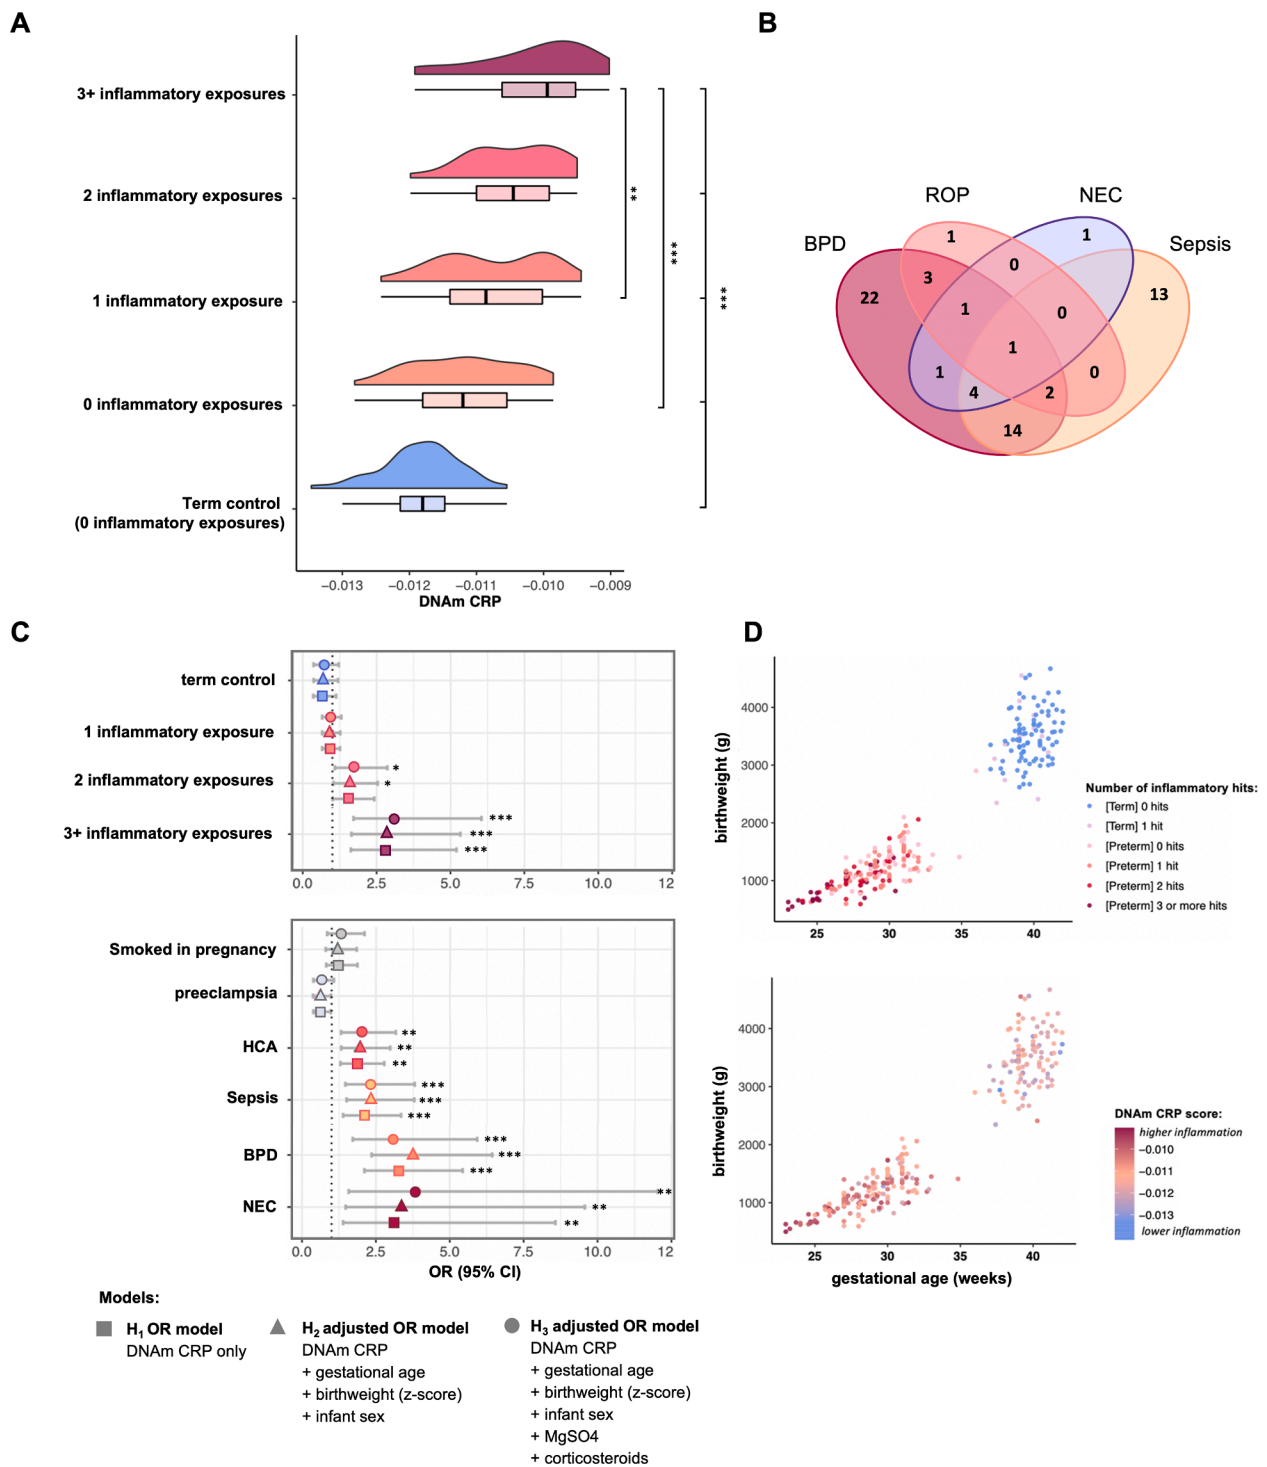 A
3+ inflammatory exposures
2 inflammatory exposures
1 inflammatory exposure
0 inflammatory exposures
Term control
(0 inflammatory exposures)
**
***
***
−0.013 −0.012 −0.011 −0.010 −0.009
DNAm CRP
B
ROP NEC
BPD Sepsis
1 1
3 0
22 13
1 0
1
1 0
4 2
14
C
term control
1 inflammatory exposure
2 inflammatory exposures
3+ inflammatory exposures
*
*
***
***
***
0.0 2.5 5.0 7.5 10.0 12
Smoked in pregnancy
preeclampsia
HCA
Sepsis
BPD
NEC
**
**
**
***
***
***
***
***
***
**
**
**
0.0 2.5 5.0 7.5 10.0 12
OR (95% CI)
Models:
H1 OR model
DNAm CRP only
H2 adjusted OR model
DNAm CRP
+ gestational age
+ birthweight (z-score)
+ infant sex
H3 adjusted OR model
DNAm CRP
+ gestational age
+ birthweight (z-score)
+ infant sex
+ MgSO4
+ corticosteroids
D
birthweight (g)
4000
3000
2000
1000
25 30 35 40
Number of inflammatory hits:
[Term] 0 hits
[Term] 1 hit
[Preterm] 0 hits
[Preterm] 1 hit
[Preterm] 2 hits
[Preterm] 3 or more hits
birthweight (g)
4000
3000
2000
1000
25 30 35 40
gestational age (weeks)
DNAm CRP score:
higher inflammation
−0.010
−0.011
−0.012
−0.013
lower inflammation